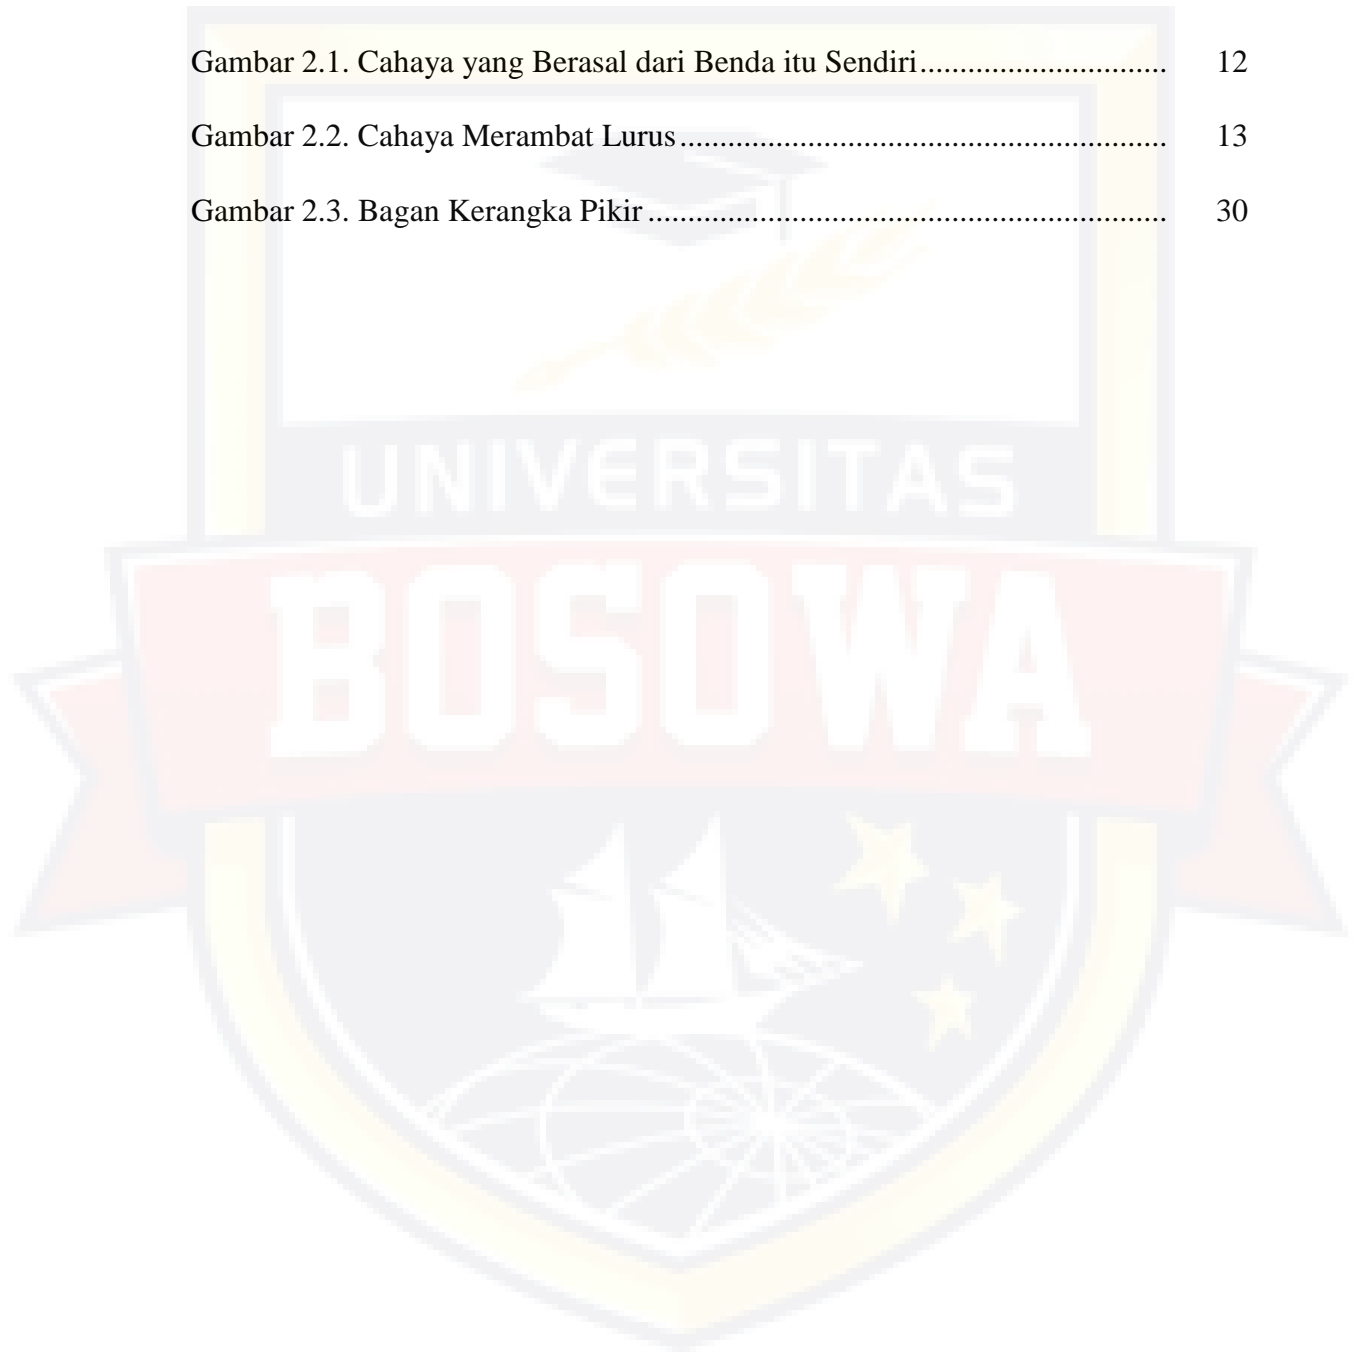 Gambar 2.1. Cahaya yang Berasal dari Benda itu Sendiri............................... 12
Gambar 2.2. Cahaya Merambat Lurus............................................................. 13
Gambar 2.3. Bagan Kerangka Pikir ................................................................. 30
UNIVERSITAS
BOSOWA